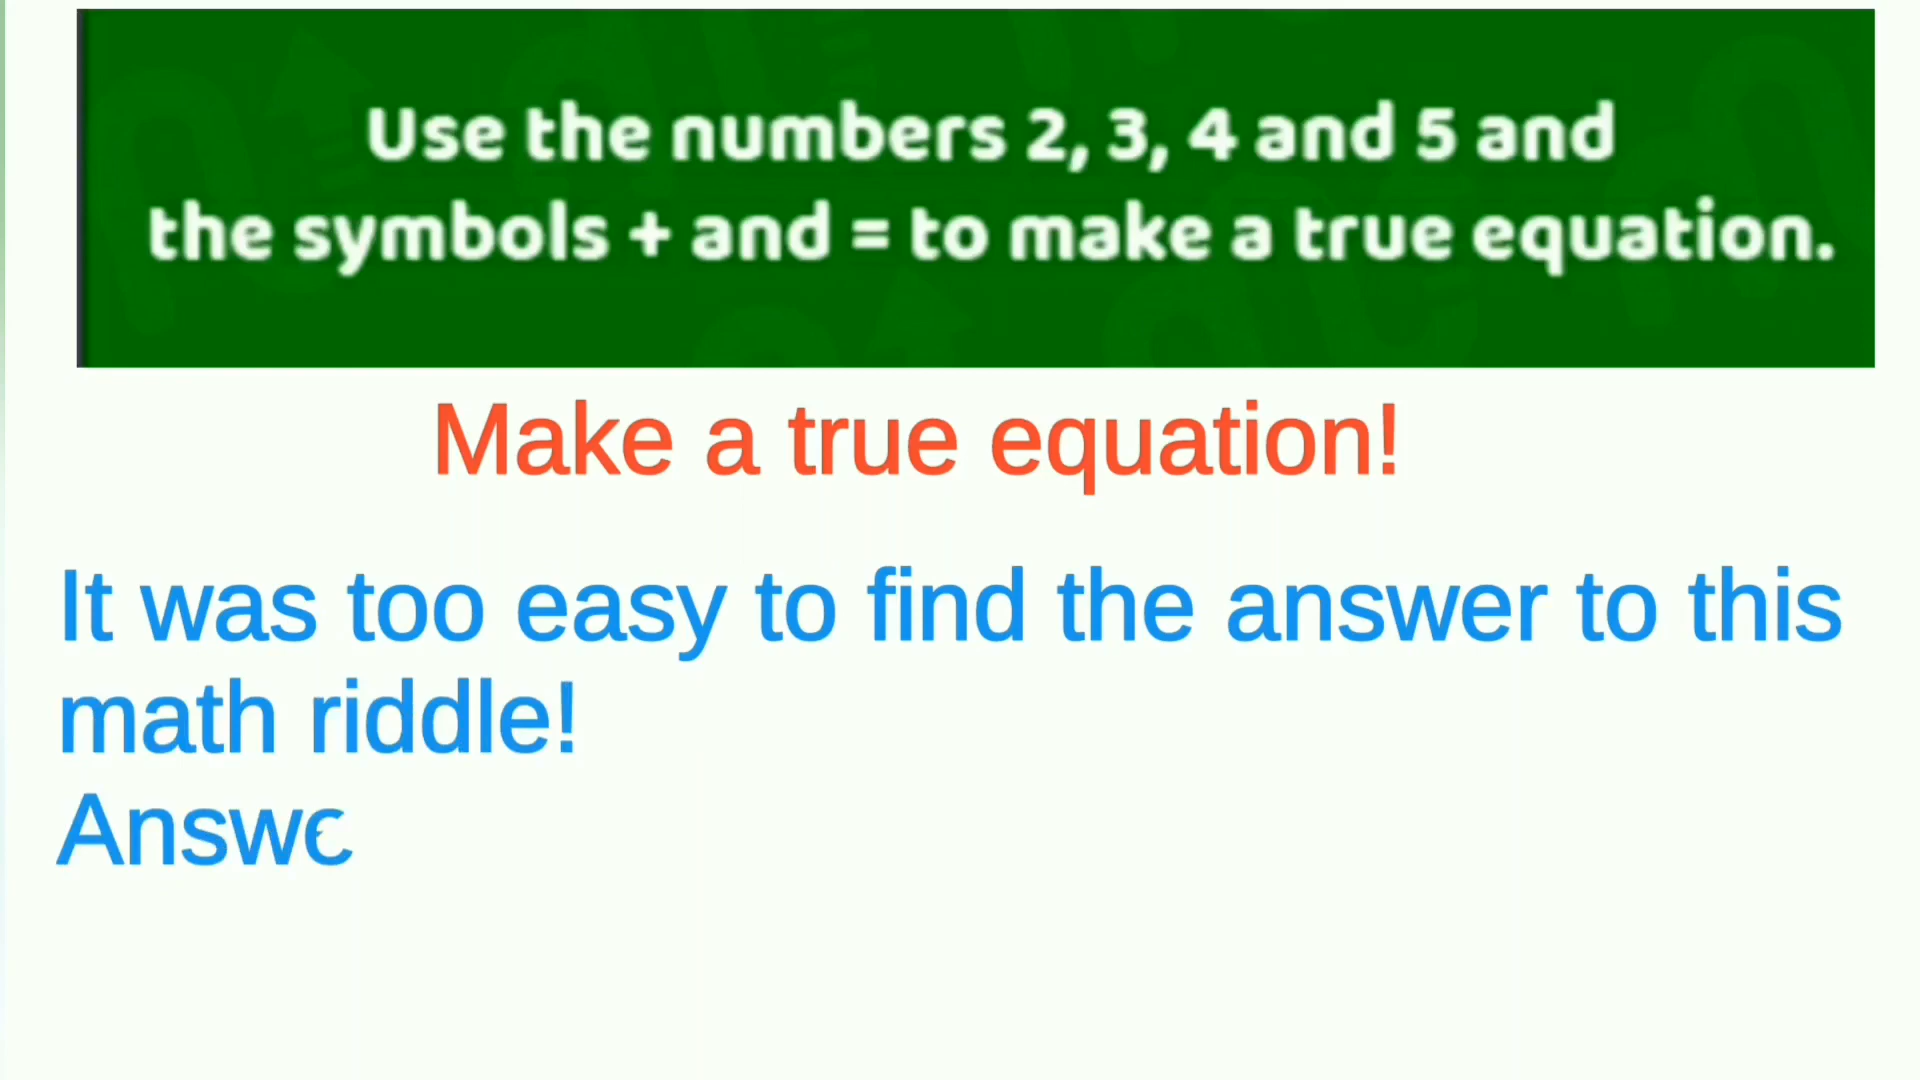 Use the numbers 2, 3, 4 and 5 and
the symbols + and = to make a true equation.
Make a true equation!
It was too easy to find the answer to this
math riddle!
Answ